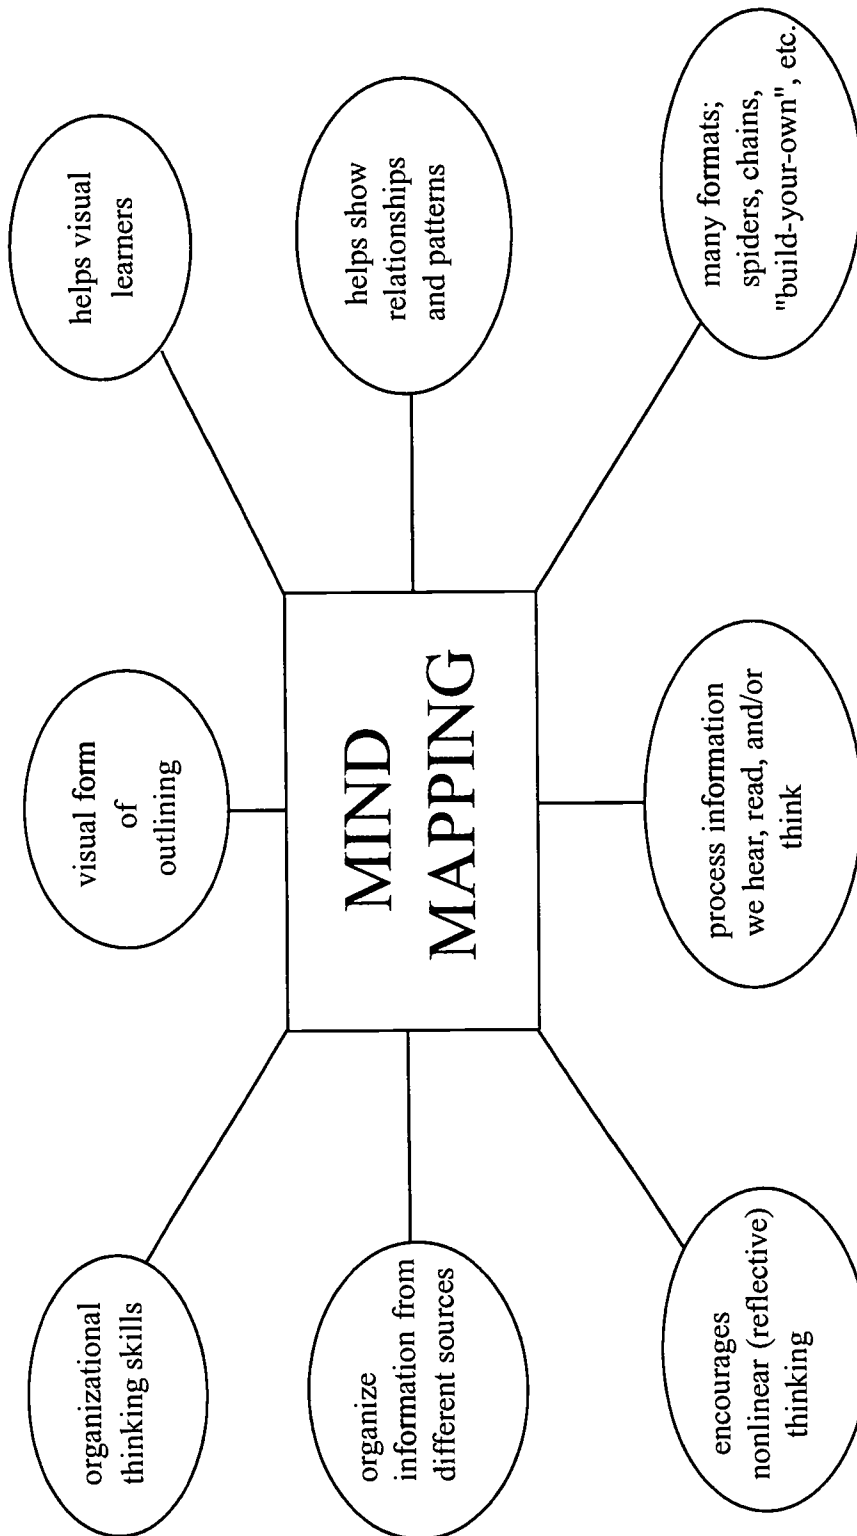 organizational
thinking skills
visual form
of
outlining
helps visual
learners
organize
information from
different sources
MIND
MAPPING
helps show
relationships
and patterns
encourages
nonlinear (reflective)
thinking
process information
we hear, read, and/or
think
many formats;
spiders, chains,
"build-your-own", etc.